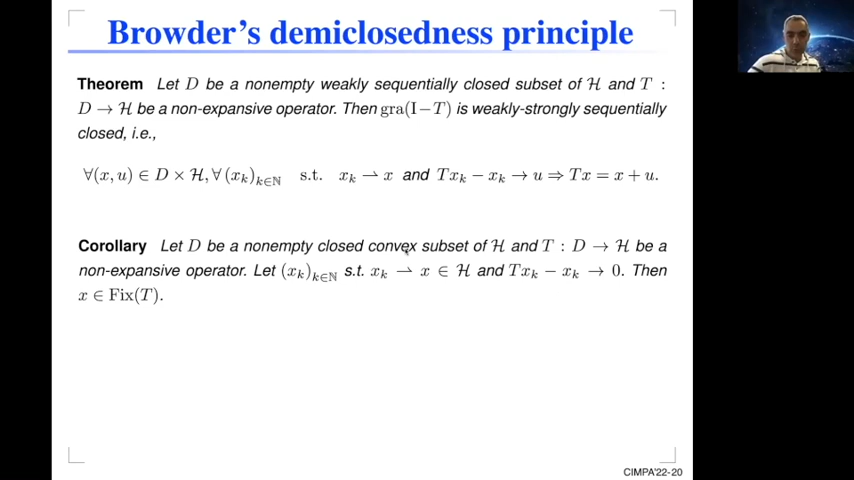 Browder's demiclosedness principle
Theorem Let D be a nonempty weakly sequentially closed subset of ℋ and T :
D → ℋ be a non-expansive operator. Then gra(I−T) is weakly-strongly sequentially
closed, i.e.,
∀(x, u) ∈ D × ℋ, ∀ (x_k)_{k∈ℕ} s.t. x_k ⇀ x and Tx_k − x_k → u ⇒ Tx = x + u.
Corollary Let D be a nonempty closed convex subset of ℋ and T : D → ℋ be a
non-expansive operator. Let (x_k)_{k∈ℕ} s.t. x_k ⇀ x ∈ ℋ and Tx_k − x_k → 0. Then
x ∈ Fix(T).
CIMPA'22-20